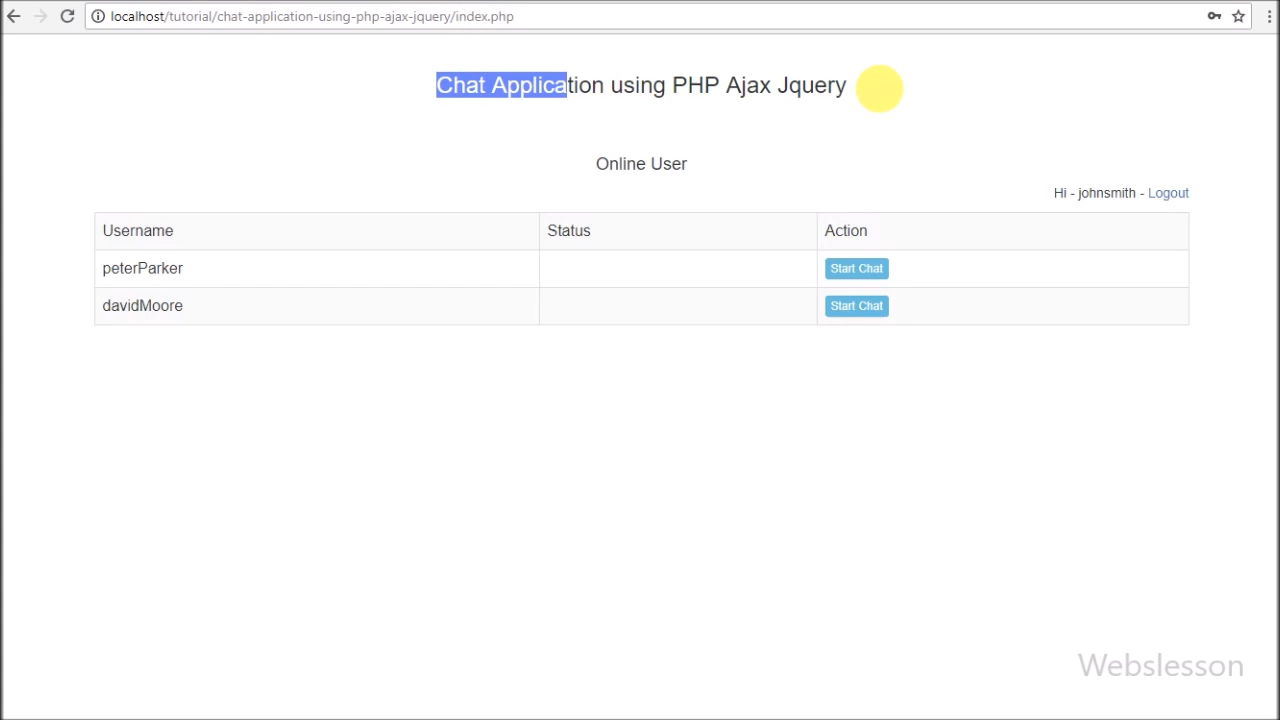 localhost/tutorial/chat-application-using-php-ajax-jquery/index.php
Chat Application using PHP Ajax Jquery
Online User
Hi - johnsmith - Logout
Username Status Action
peterParker Start Chat
davidMoore Start Chat
Webslesson